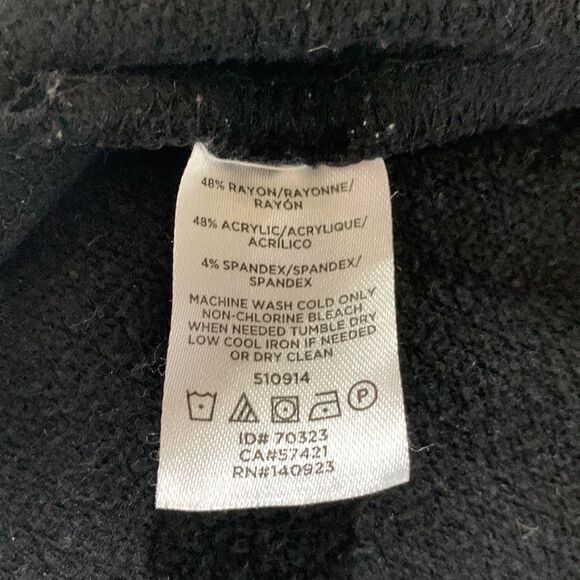 48% RAYON/RAYONNE/
RAYÓN
48% ACRYLIC/ACRYLIQUE/
ACRÍLICO
4% SPANDEX/SPANDEX/
SPANDEX
MACHINE WASH COLD ONLY
NON-CHLORINE BLEACH
WHEN NEEDED TUMBLE DRY
LOW COOL IRON IF NEEDED
OR DRY CLEAN
510914
P
ID# 70323
CA#57421
RN#140923